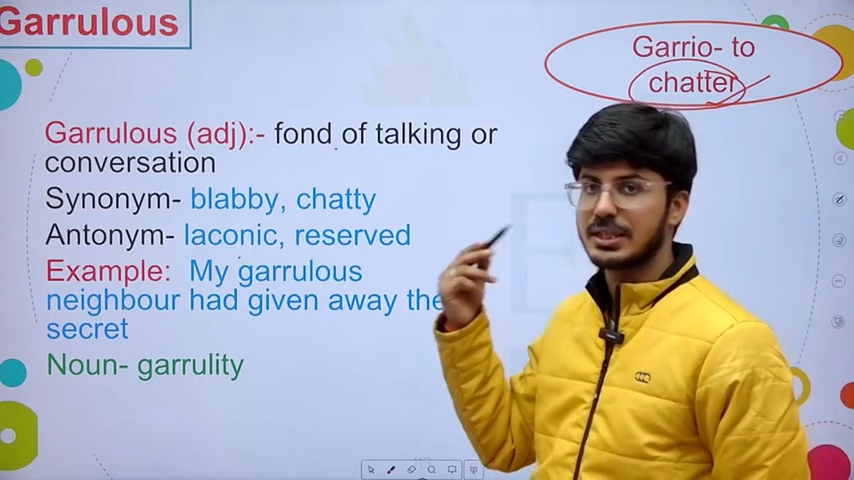 Garrulous
Garrio- to
chatter
Garrulous (adj):- fond of talking or
conversation
Synonym- blabby, chatty
Antonym- laconic, reserved
Example: My garrulous
neighbour had given away the
secret
Noun- garrulity